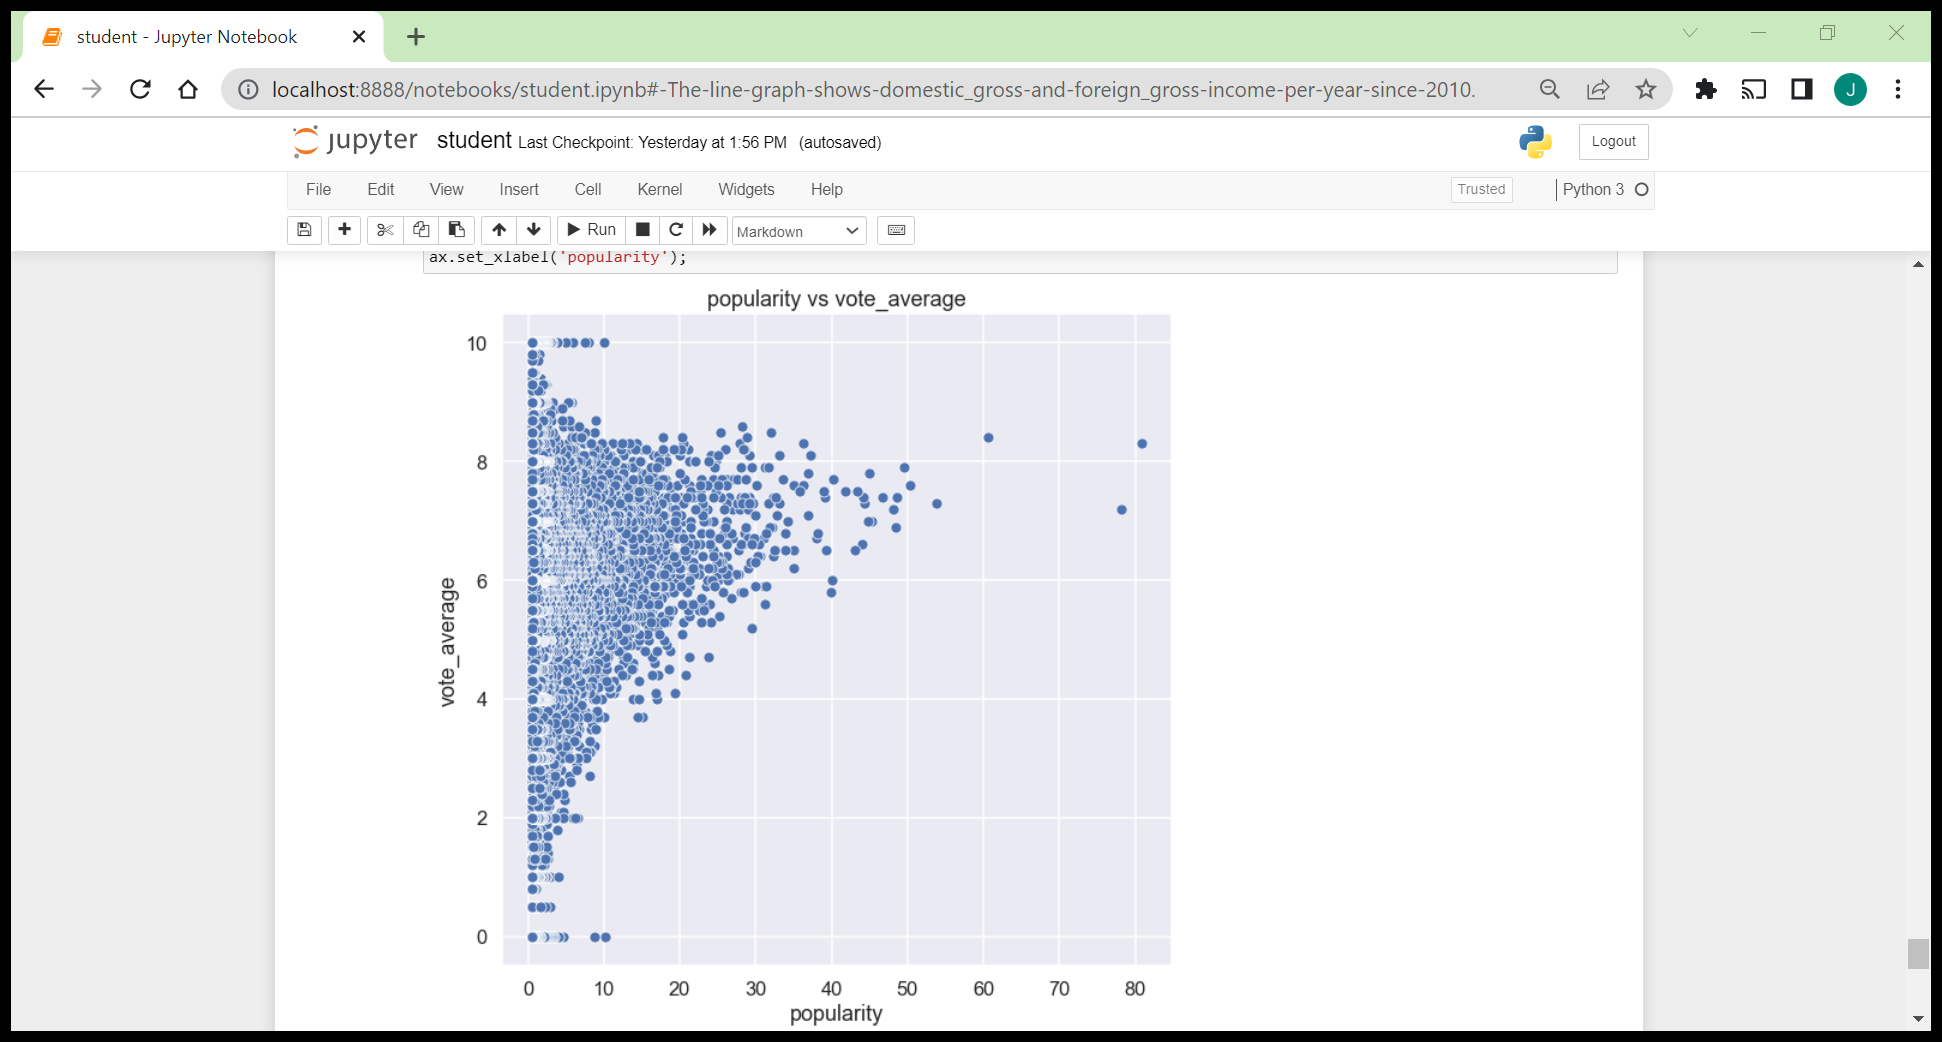 student - Jupyter Notebook
localhost:8888/notebooks/student.ipynb#-The-line-graph-shows-domestic_gross-and-foreign_gross-income-per-year-since-2010.
J
jupyter student Last Checkpoint: Yesterday at 1:56 PM (autosaved)
Logout
File Edit View Insert Cell Kernel Widgets Help
Trusted
Python 3
Run
Markdown
ax.set_xlabel('popularity');
popularity vs vote_average
10
8
6
4
2
0
vote_average
0 10 20 30 40 50 60 70 80
popularity